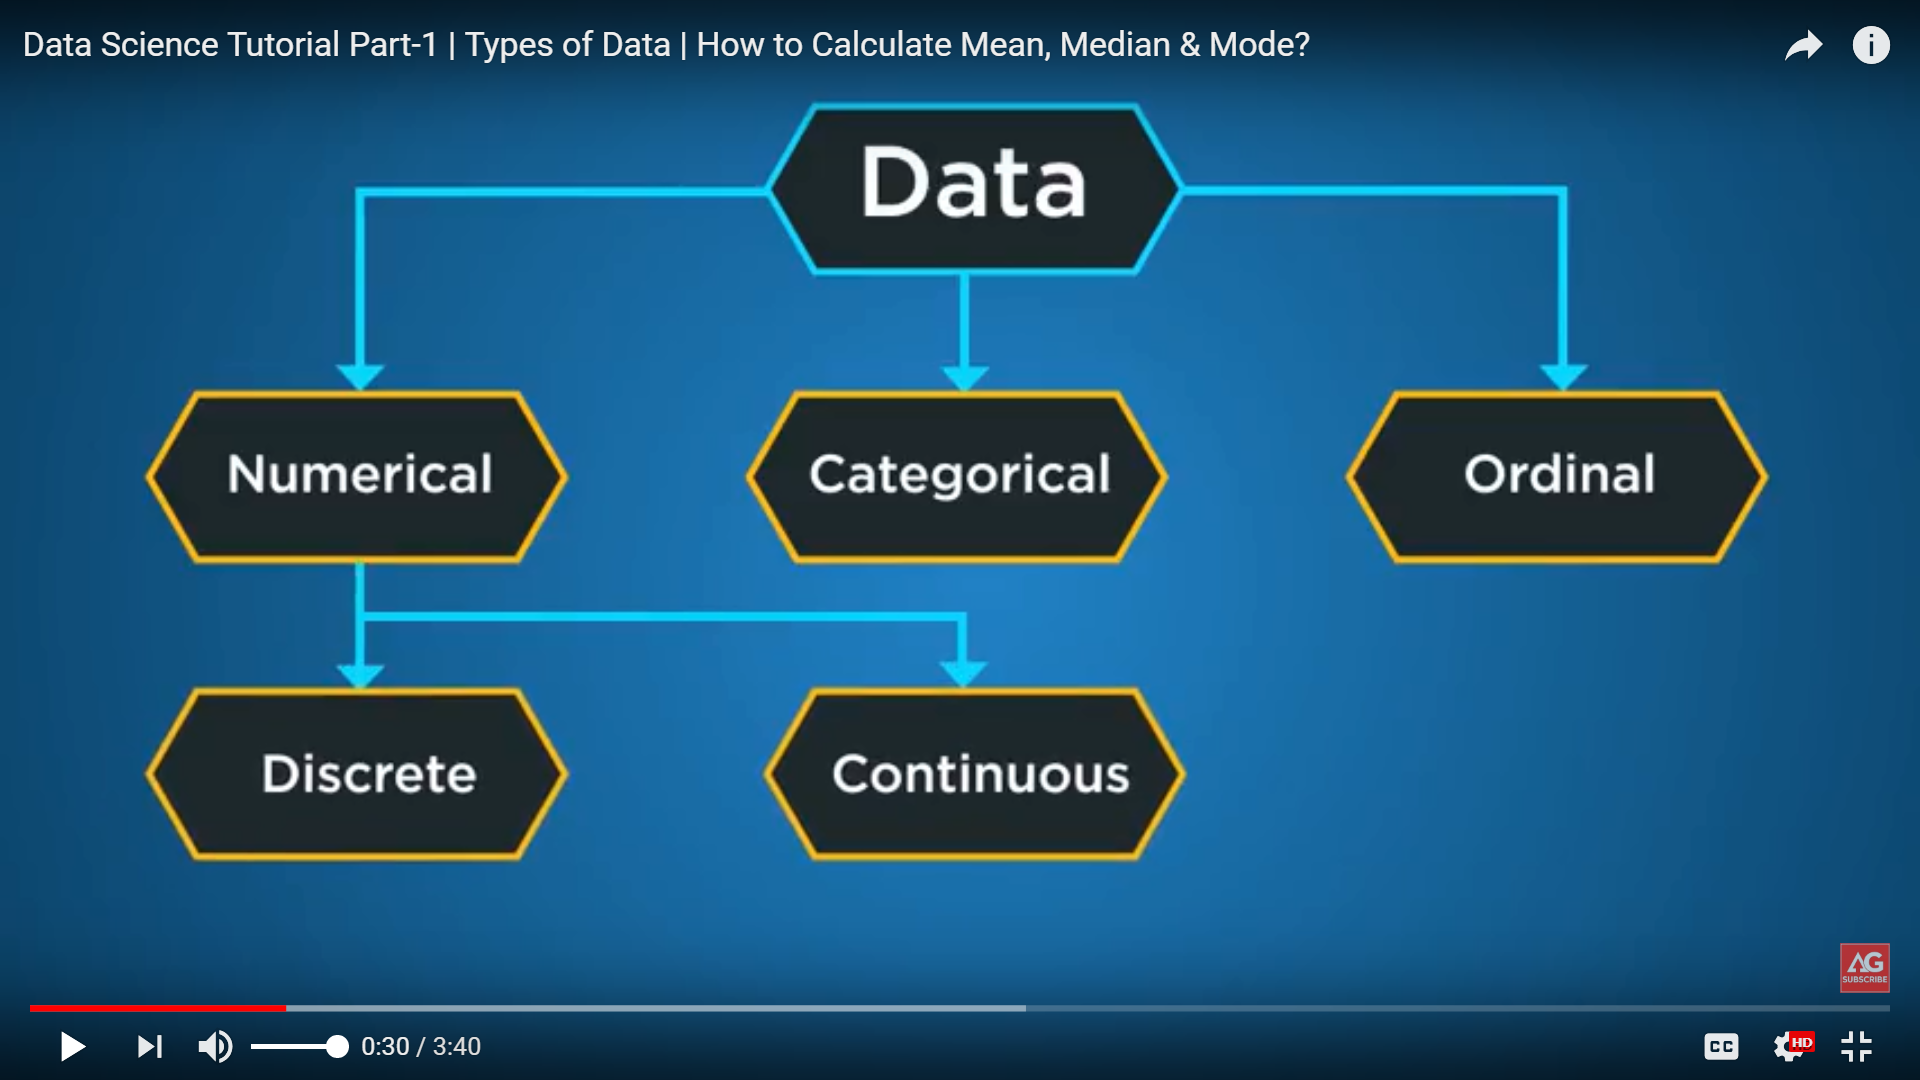 Data Science Tutorial Part-1 | Types of Data | How to Calculate Mean, Median & Mode?
Data
Numerical
Categorical
Ordinal
Discrete
Continuous
AG
SUBSCRIBE
0:30 / 3:40
CC
HD